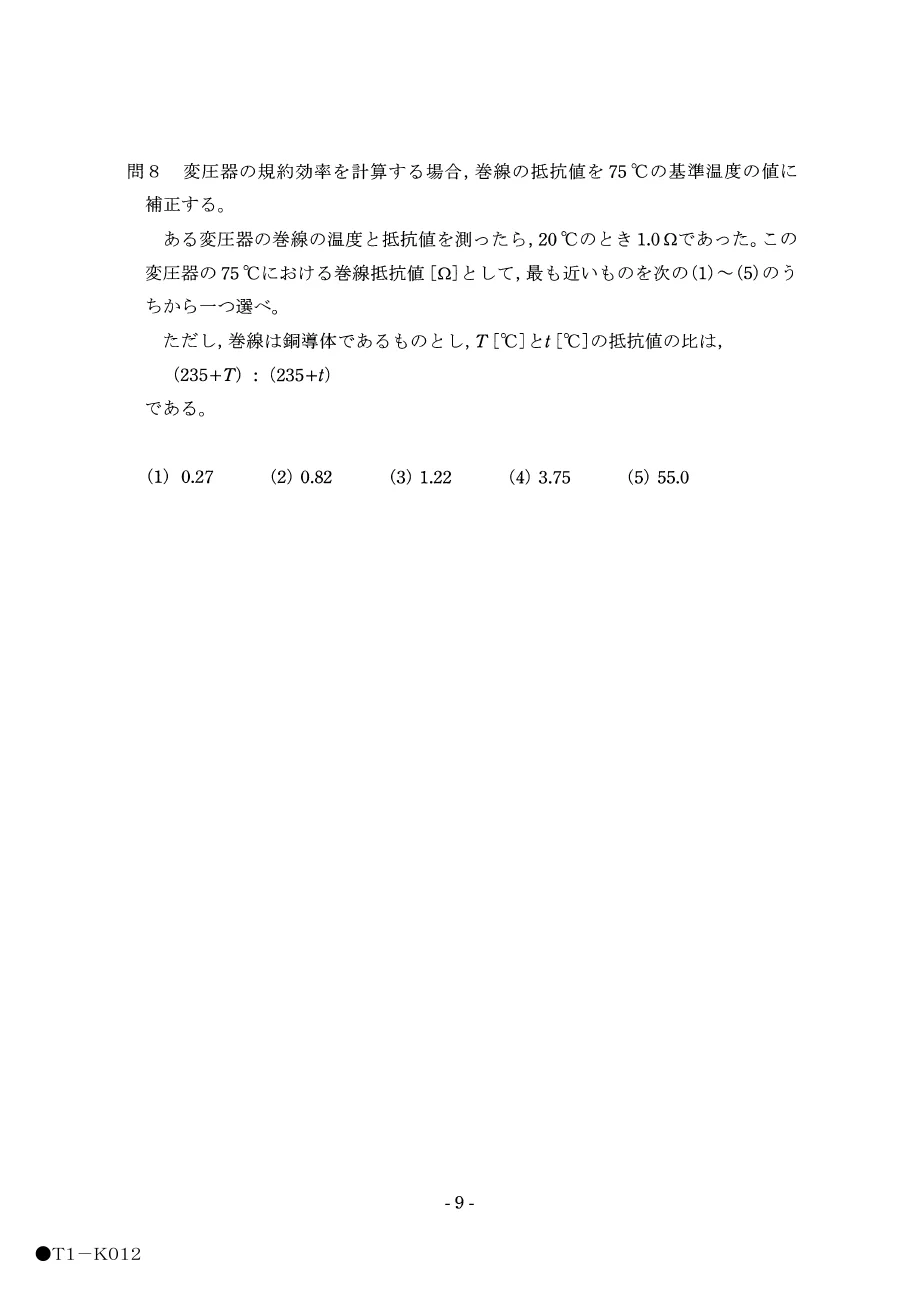 問８　変圧器の規約効率を計算する場合,巻線の抵抗値を 75 ℃の基準温度の値に
補正する。
ある変圧器の巻線の温度と抵抗値を測ったら,20 ℃のとき 1.0 Ωであった。この
変圧器の 75 ℃における巻線抵抗値［Ω］として,最も近いものを次の(1)～(5)のう
ちから一つ選べ。
ただし,巻線は銅導体であるものとし,T［℃］とt［℃］の抵抗値の比は,
(235+T)：(235+t)
である。
(1) 0.27　(2) 0.82　(3) 1.22　(4) 3.75　(5) 55.0
- 9 -
●T1－K012